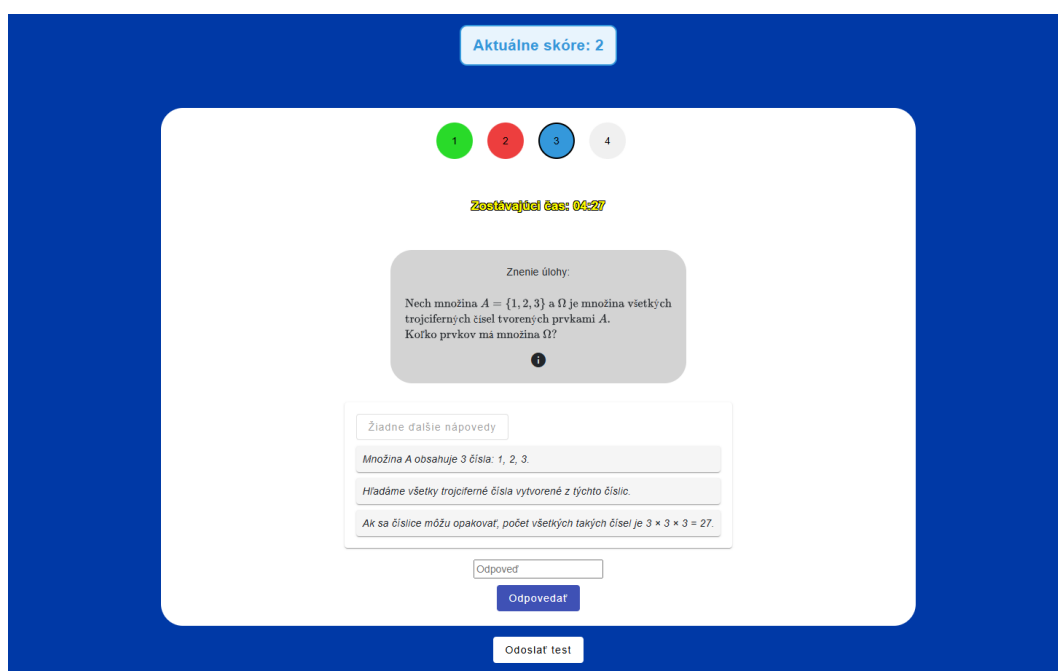 Aktuálne skóre: 2
1 2 3 4
Zostávajúci čas: 04:27
Znenie úlohy:
Nech množina A = {1, 2, 3} a Ω je množina všetkých
trojciferných čísel tvorených prvkami A.
Koľko prvkov má množina Ω?
Žiadne ďalšie nápovedy
Množina A obsahuje 3 čísla: 1, 2, 3.
Hľadáme všetky trojciferné čísla vytvorené z týchto číslic.
Ak sa číslice môžu opakovať, počet všetkých takých čísel je 3 × 3 × 3 = 27.
Odpoveď
Odpovedať
Odoslať test